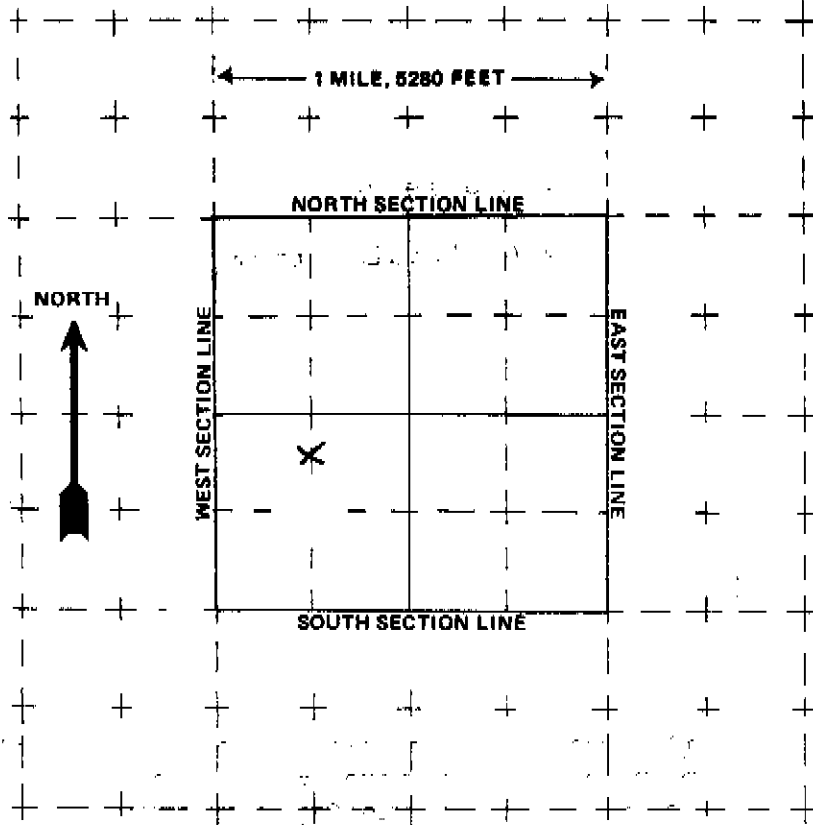 1 MILE, 5280 FEET
NORTH SECTION LINE
NORTH
WEST SECTION LINE
EAST SECTION LINE
SOUTH SECTION LINE